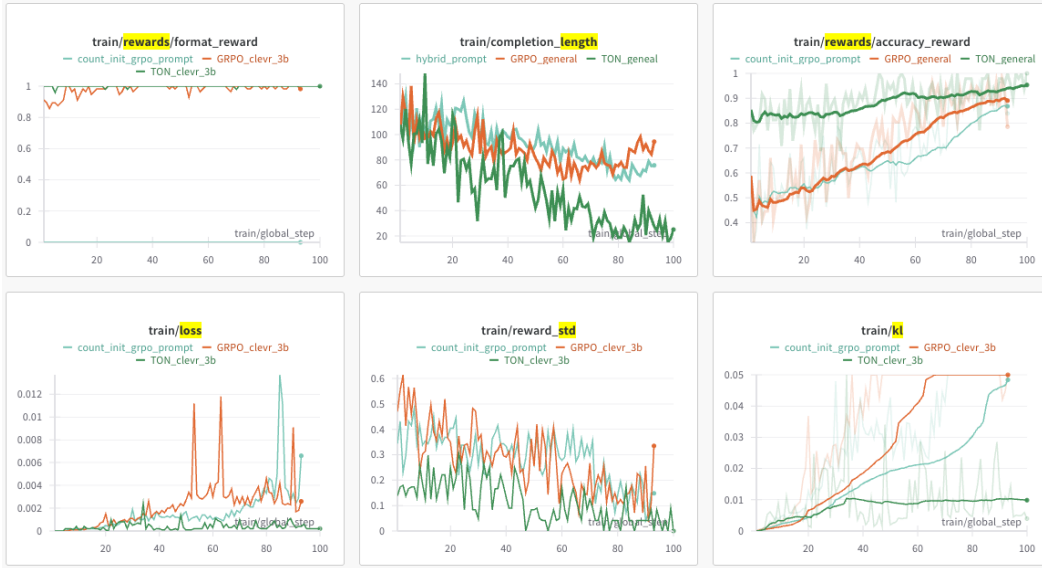 train/rewards/format_reward
count_init_grpo_prompt GRPO_clevr_3b
TON_clevr_3b
1
0.8
0.6
0.4
0.2
0
train/global_step
20 40 60 80 100
train/completion_length
hybrid_prompt GRPO_general TON_geneal
140
120
100
80
60
40
20
train/global_step
20 40 60 80 100
train/rewards/accuracy_reward
count_init_grpo_prompt GRPO_general TON_general
1
0.9
0.8
0.7
0.6
0.5
0.4
train/global_step
20 40 60 80 100
train/loss
count_init_grpo_prompt GRPO_clevr_3b
TON_clevr_3b
0.012
0.01
0.008
0.006
0.004
0.002
0
train/global_step
20 40 60 80 100
train/reward_std
count_init_grpo_prompt GRPO_clevr_3b
TON_clevr_3b
0.6
0.5
0.4
0.3
0.2
0.1
0
train/global_step
20 40 60 80 100
train/kl
count_init_grpo_prompt GRPO_clevr_3b
TON_clevr_3b
0.05
0.04
0.03
0.02
0.01
0
train/global_step
20 40 60 80 100